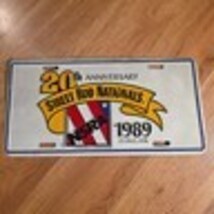 20th ANNIVERSARY
STREET ROD NATIONALS
NSRA
1989